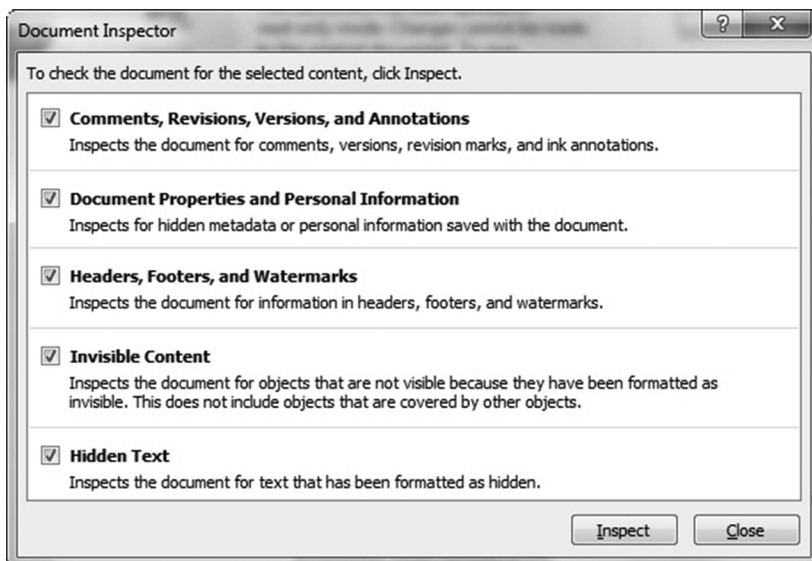 Document Inspector
?
To check the document for the selected content, click Inspect.
Comments, Revisions, Versions, and Annotations
Inspects the document for comments, versions, revision marks, and ink annotations.
Document Properties and Personal Information
Inspects for hidden metadata or personal information saved with the document.
Headers, Footers, and Watermarks
Inspects the document for information in headers, footers, and watermarks.
Invisible Content
Inspects the document for objects that are not visible because they have been formatted as
invisible. This does not include objects that are covered by other objects.
Hidden Text
Inspects the document for text that has been formatted as hidden.
Inspect Close